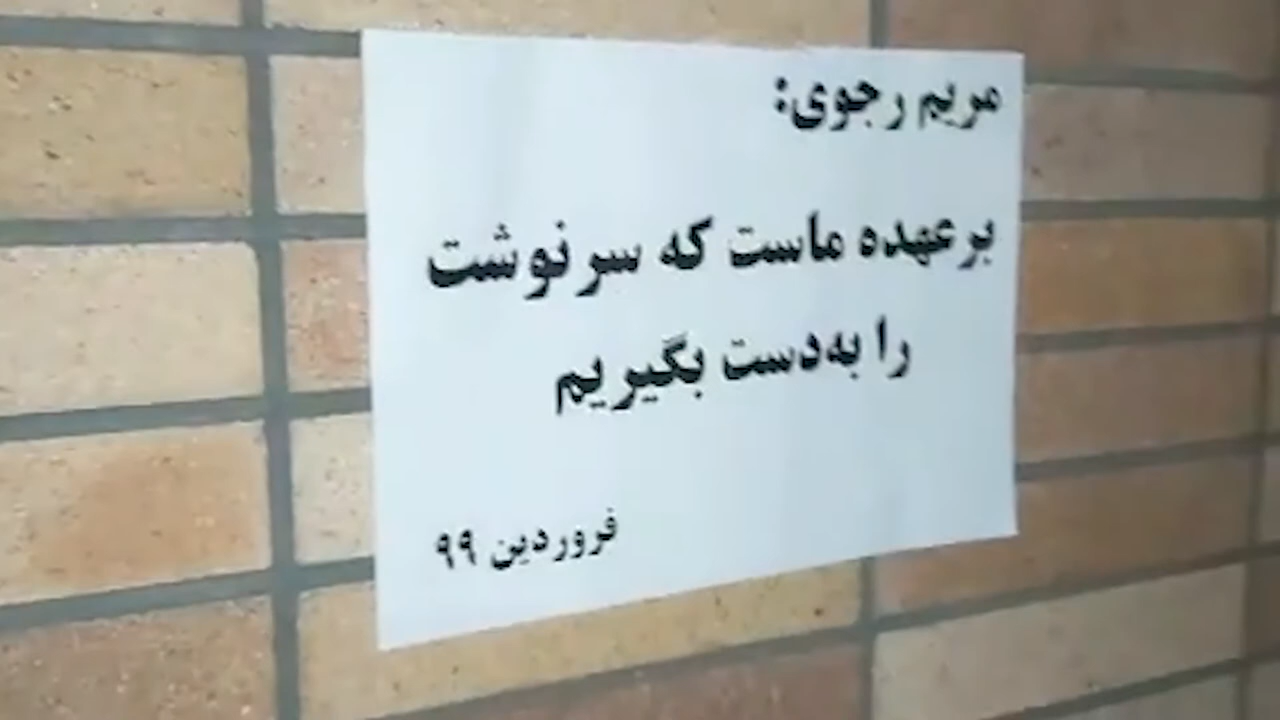 مریم رجوی:
برعهده ماست که سرنوشت
را به‌دست بگیریم
فروردین ۹۹